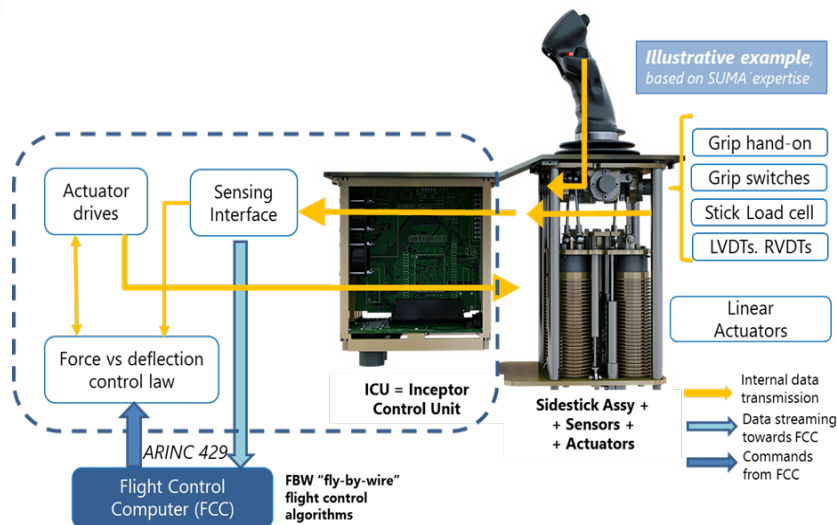 Illustrative example,
based on SUMA´expertise
Grip hand-on
Grip switches
Stick Load cell
LVDTs. RVDTs
Linear
Actuators
Actuator
drives
Sensing
Interface
Force vs deflection
control law
ICU = Inceptor
Control Unit
Sidestick Assy +
+ Sensors +
+ Actuators
Internal data
transmission
Data streaming
towards FCC
Commands
from FCC
ARINC 429
Flight Control
Computer (FCC)
FBW "fly-by-wire"
flight control
algorithms